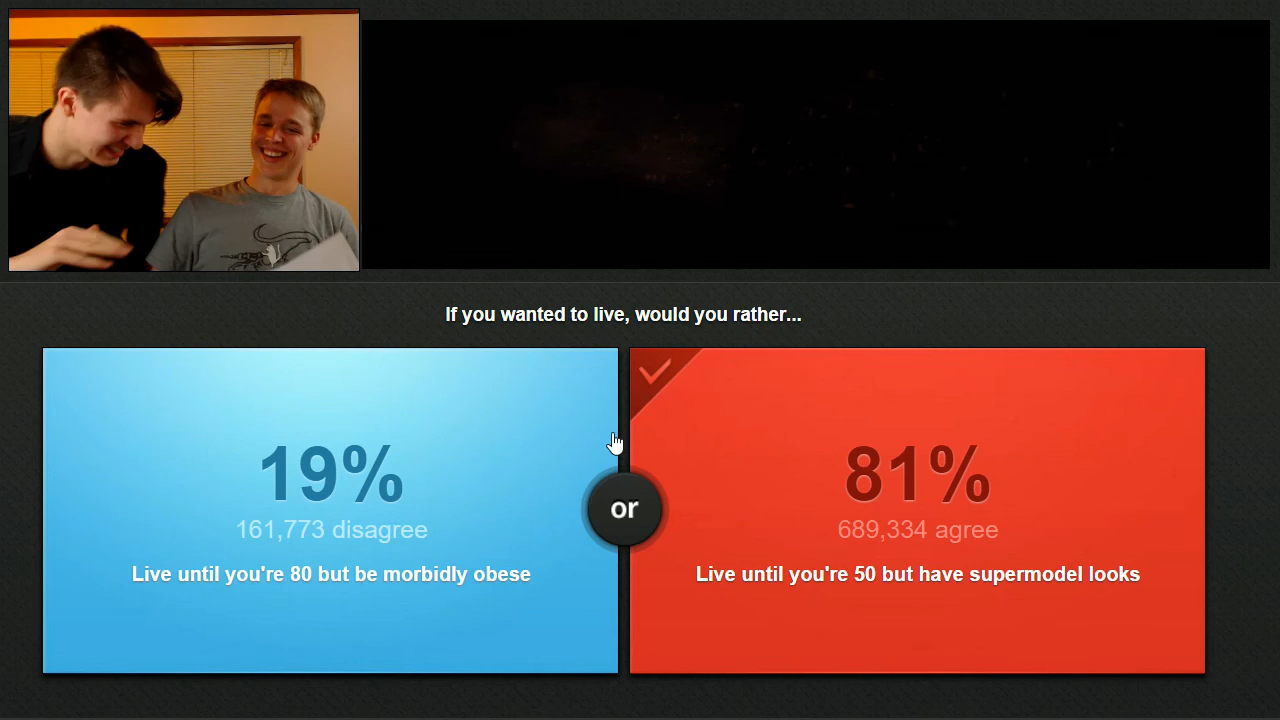 If you wanted to live, would you rather...
19%
161,773 disagree
Live until you're 80 but be morbidly obese
or
81%
689,334 agree
Live until you're 50 but have supermodel looks